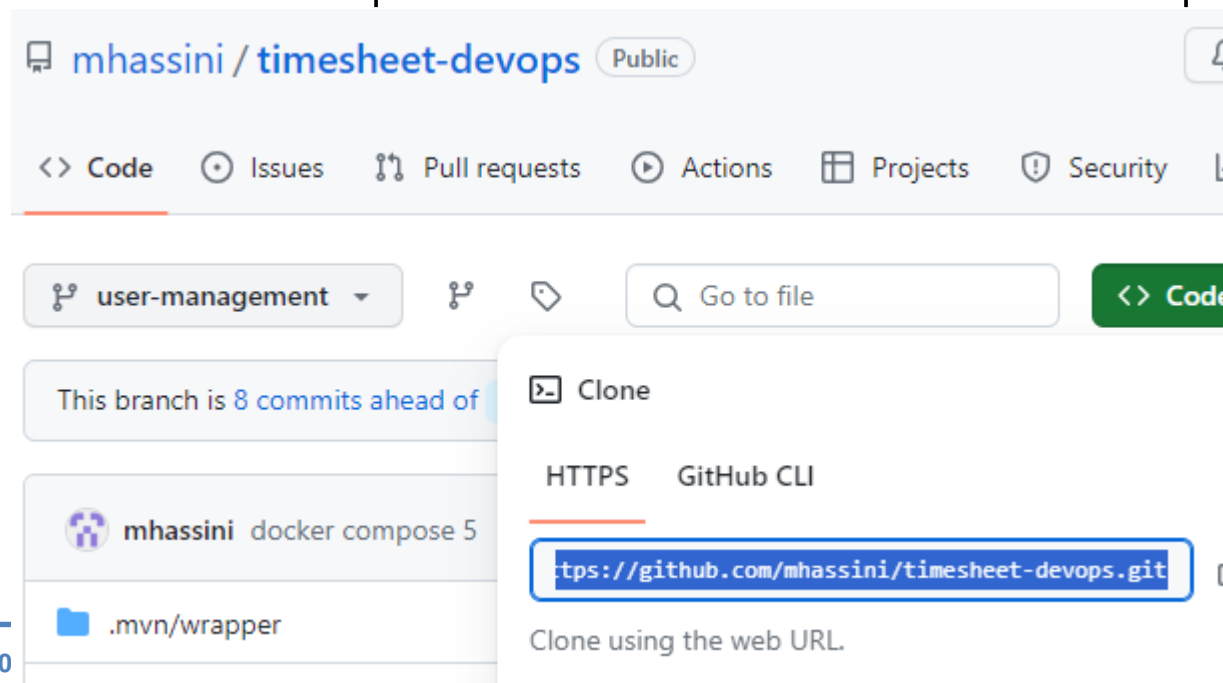 mhassini / timesheet-devops Public
Code Issues Pull requests Actions Projects Security
user-management Go to file Code
This branch is 8 commits ahead of
Clone
HTTPS GitHub CLI
mhassini docker compose 5
ttps://github.com/mhassini/timesheet-devops.git
.mvn/wrapper
Clone using the web URL.
0